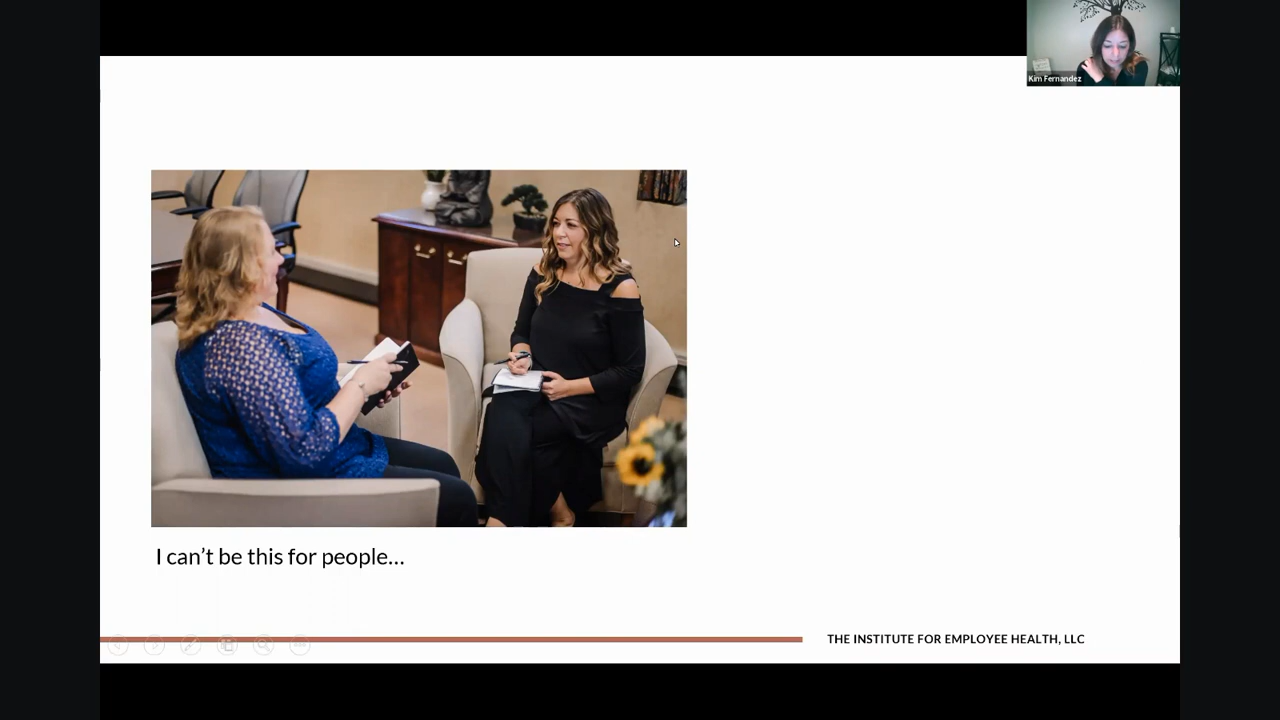 Kim Fernandez
I can't be this for people...
THE INSTITUTE FOR EMPLOYEE HEALTH, LLC